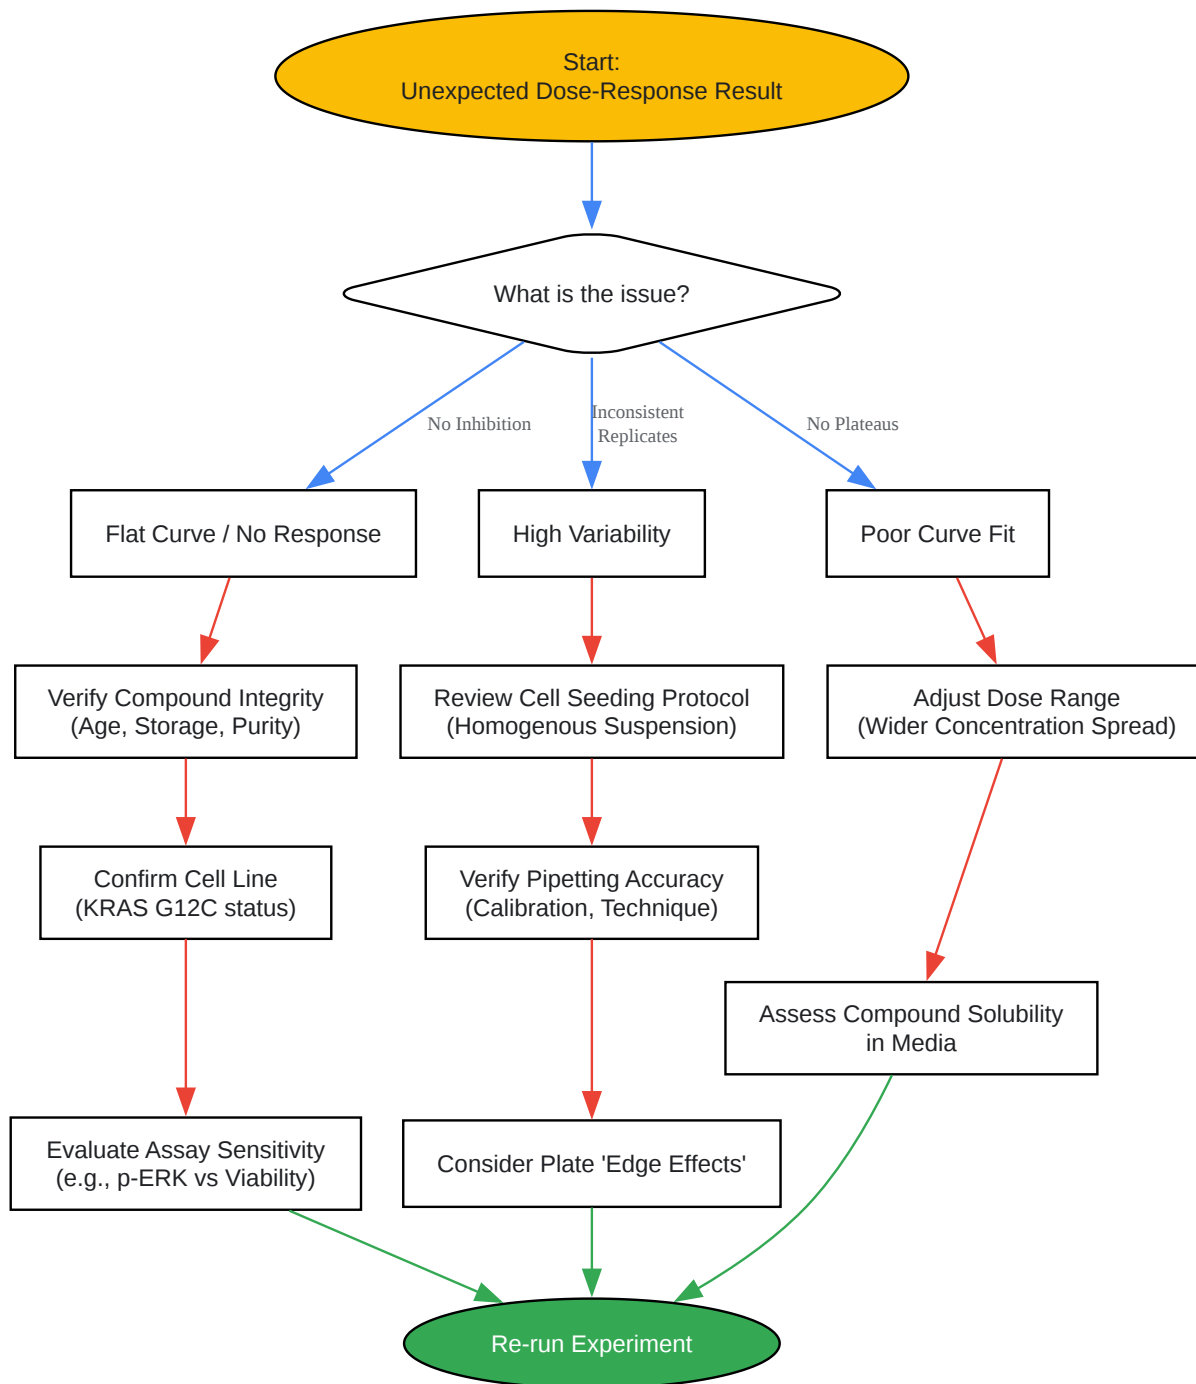 Start:
Unexpected Dose-Response Result
What is the issue?
No Inhibition
Inconsistent
Replicates
No Plateaus
Flat Curve / No Response
High Variability
Poor Curve Fit
Verify Compound Integrity
(Age, Storage, Purity)
Review Cell Seeding Protocol
(Homogenous Suspension)
Adjust Dose Range
(Wider Concentration Spread)
Confirm Cell Line
(KRAS G12C status)
Verify Pipetting Accuracy
(Calibration, Technique)
Assess Compound Solubility
in Media
Evaluate Assay Sensitivity
(e.g., p-ERK vs Viability)
Consider Plate 'Edge Effects'
Re-run Experiment